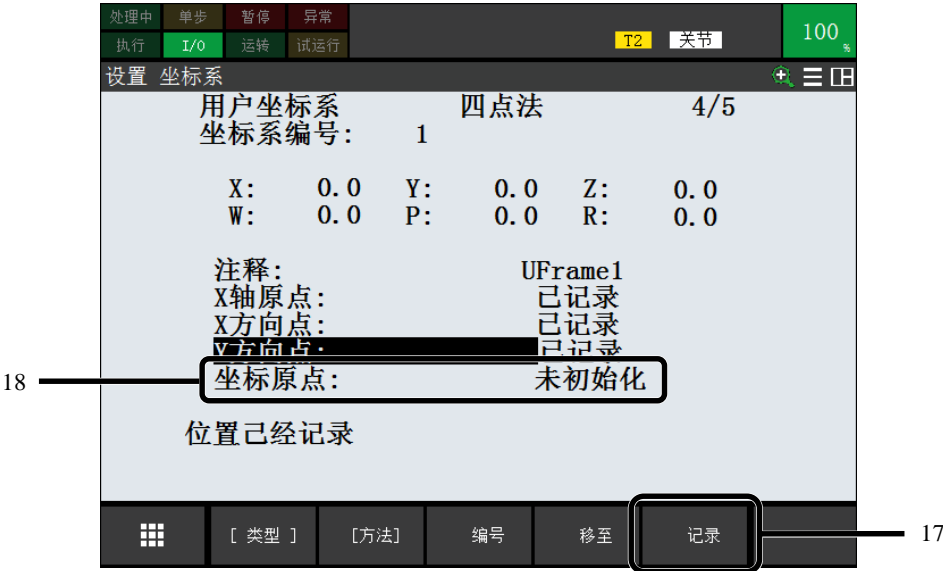 处理中 单步 暂停 异常
执行 I/O 运转 试运行 T2 关节 100 %
设置 坐标系
用户坐标系 四点法 4/5
坐标系编号: 1
X: 0.0 Y: 0.0 Z: 0.0
W: 0.0 P: 0.0 R: 0.0
注释: UFrame1
X轴原点: 已记录
X方向点: 已记录
Y方向点: 已记录
18 坐标原点: 未初始化
位置己经记录
[ 类型 ] [方法] 编号 移至 记录 17